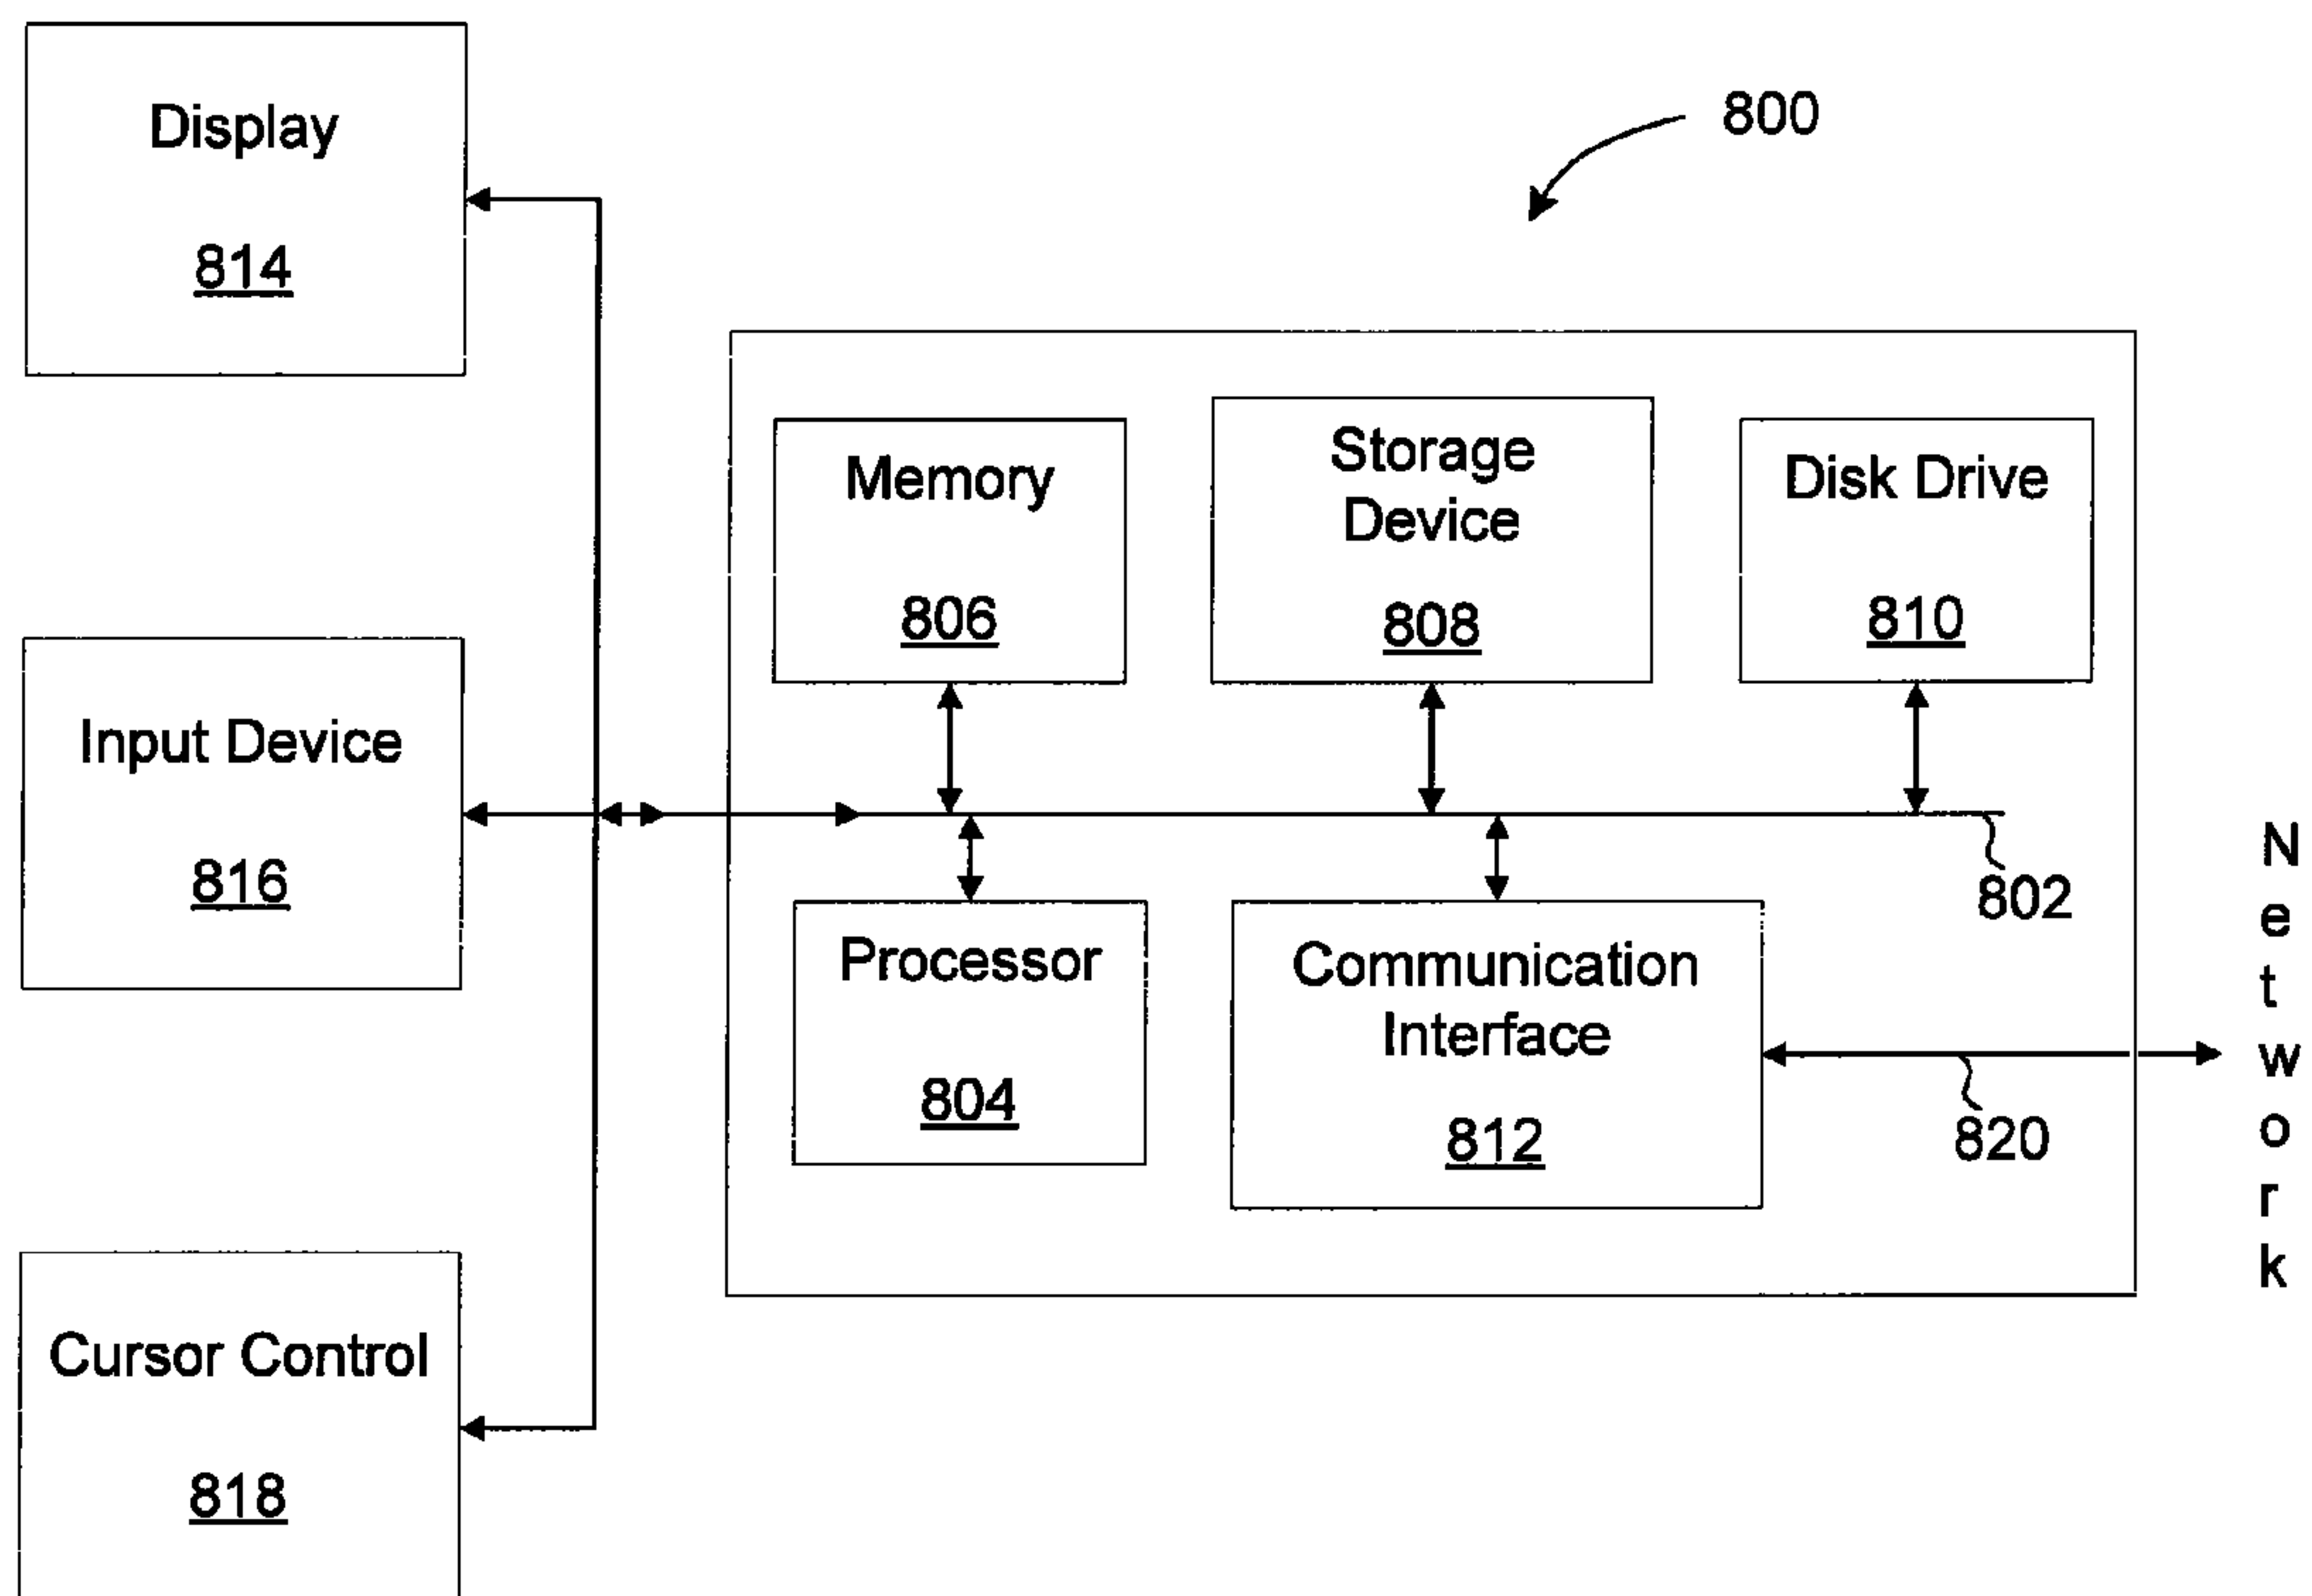 Display
814
800
Memory
806
Storage
Device
808
Disk Drive
810
Input Device
816
802
Processor
804
Communication
Interface
812
820
Network
Cursor Control
818